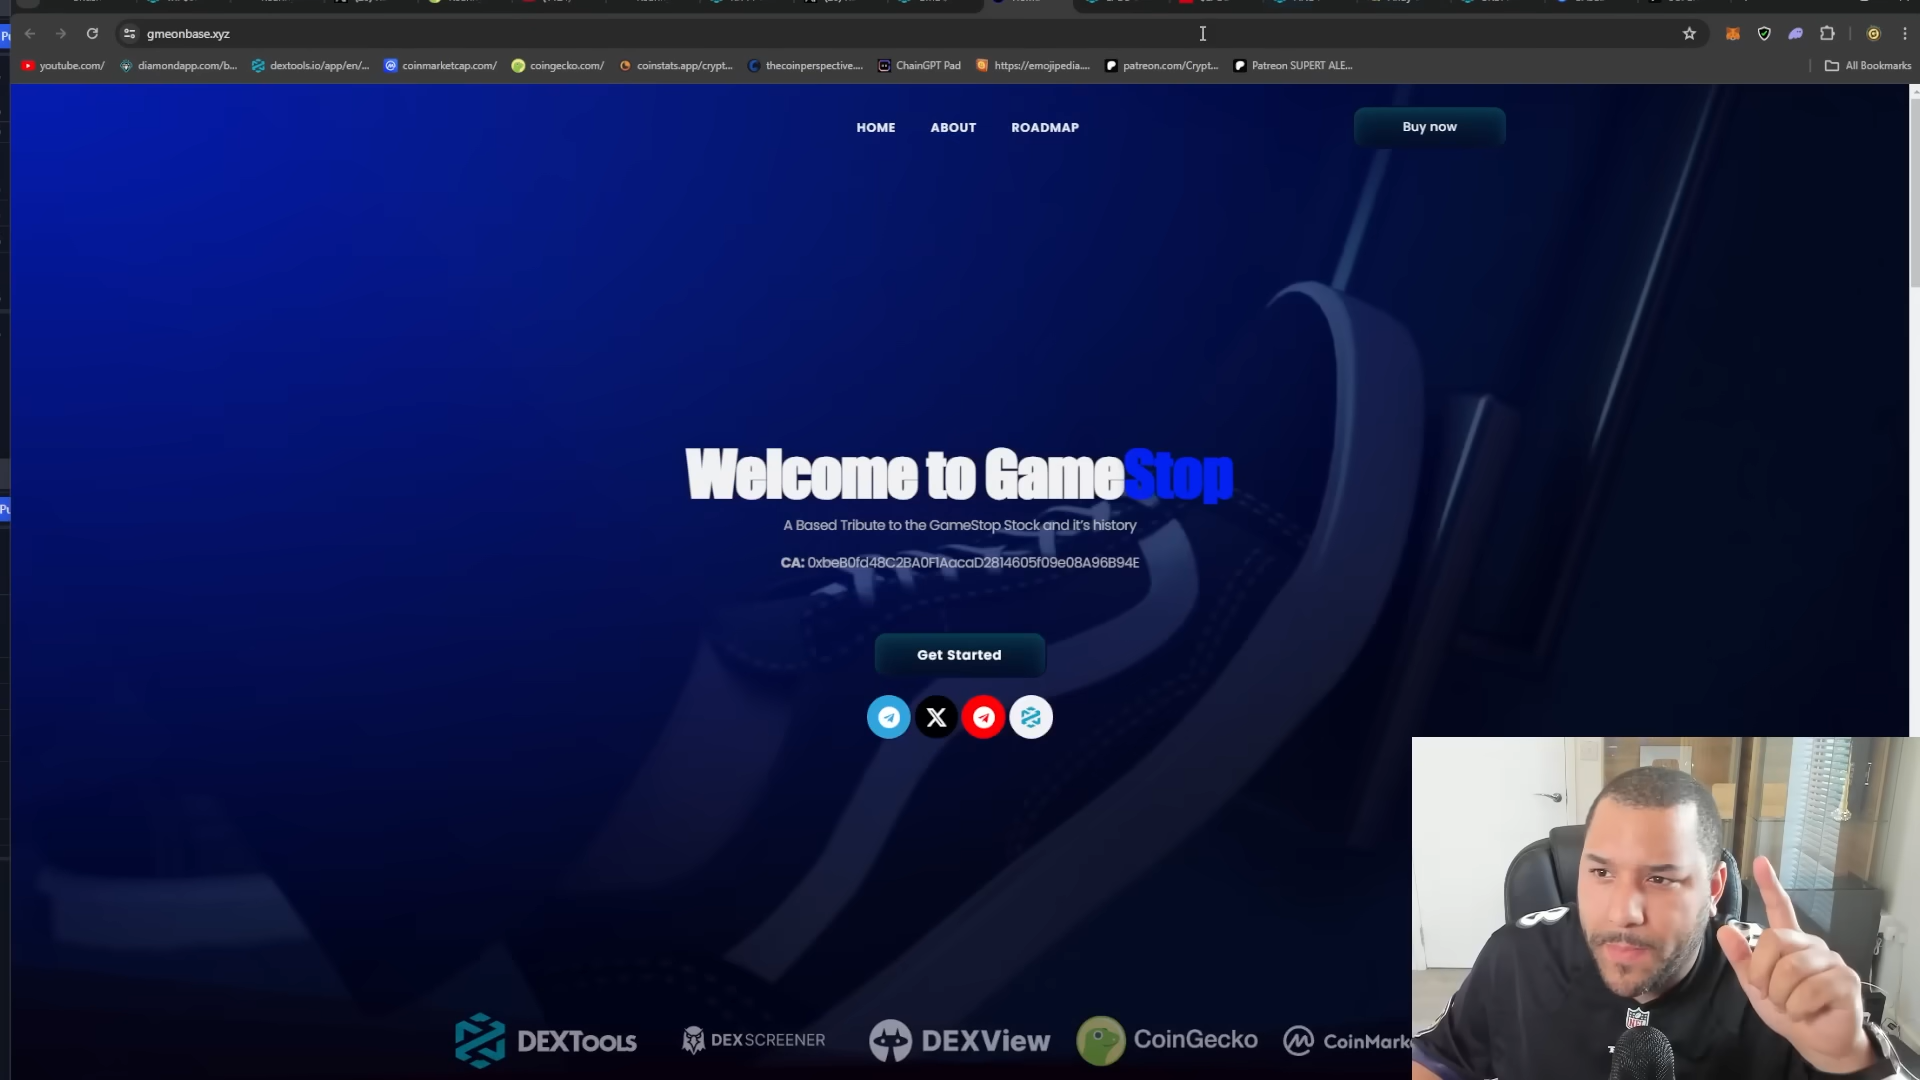 gmeonbase.xyz
youtube.com/ diamondapp.com/b... dextools.io/app/en/... coinmarketcap.com/ coingecko.com/ coinstats.app/crypt... thecoinperspective.... ChainGPT Pad https://emojipedia.... patreon.com/Crypt... Patreon SUPERT ALE... All Bookmarks
HOME ABOUT ROADMAP Buy now
Welcome to GameStop
A Based Tribute to the GameStop Stock and it's history
CA: 0xbeB0fd48C2BA0F1AacaD2814605f09e08A96B94E
Get Started
DEXTOOLS DEXSCREENER DEXView CoinGecko CoinMark
NFL